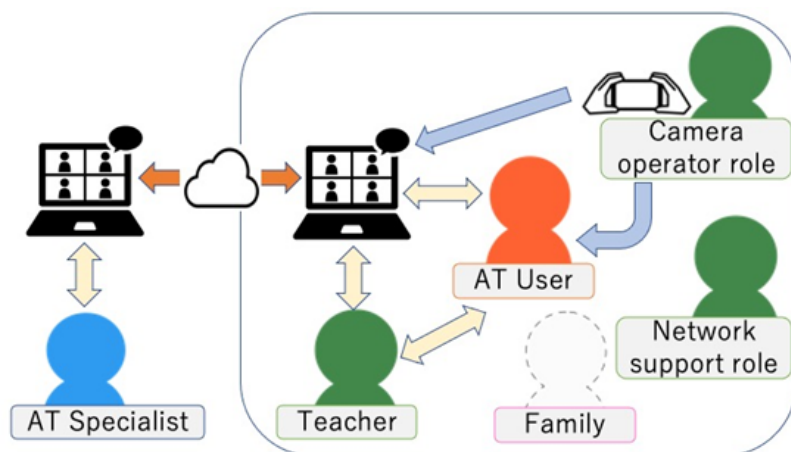 Camera
operator role
AT User
Network
support role
AT Specialist
Teacher
Family